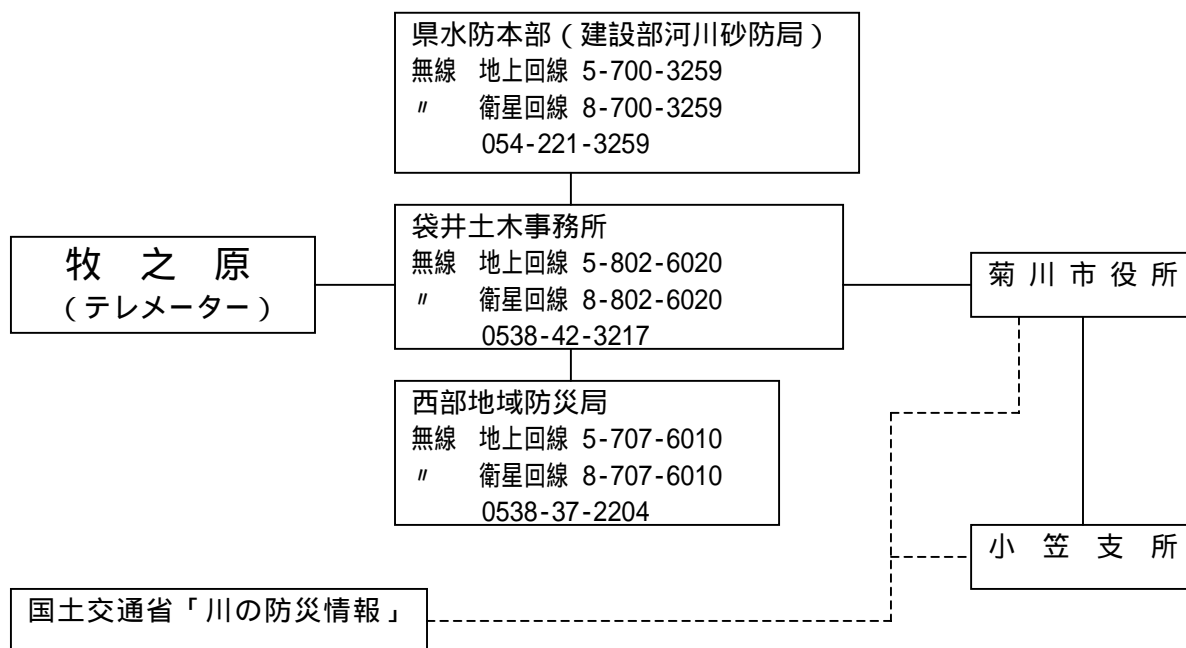 県水防本部（建設部河川砂防局）
無線　地上回線 5-700-3259
〃　衛星回線 8-700-3259
054-221-3259
牧　之　原
（テレメーター）
袋井土木事務所
無線　地上回線 5-802-6020
〃　衛星回線 8-802-6020
0538-42-3217
菊川市役所
西部地域防災局
無線　地上回線 5-707-6010
〃　衛星回線 8-707-6010
0538-37-2204
小笠支所
国土交通省「川の防災情報」